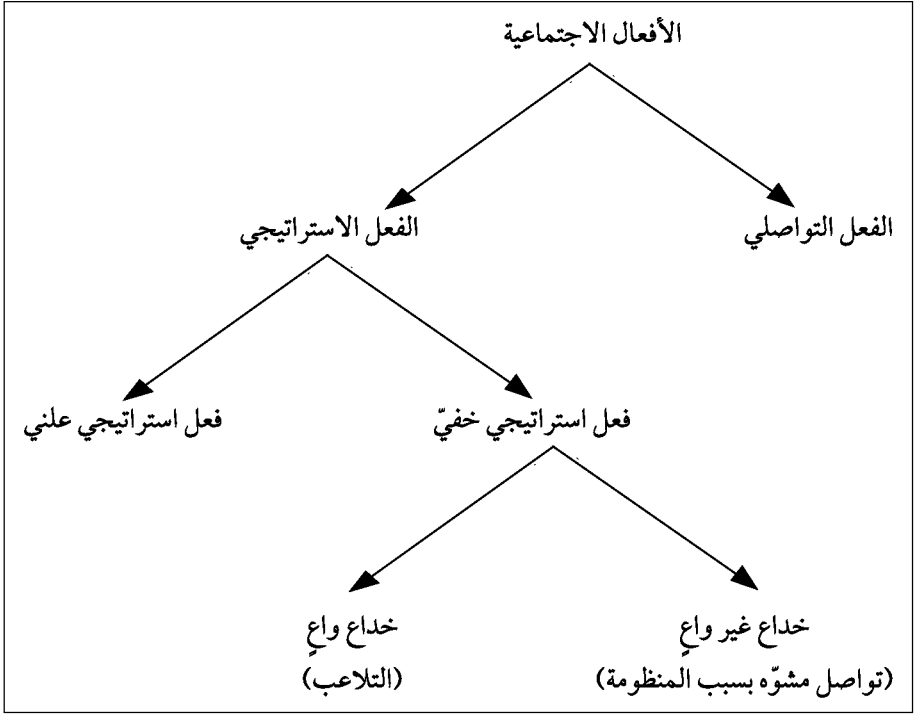 الأفعال الاجتماعية
الفعل التواصلي
الفعل الاستراتيجي
فعل استراتيجي خفيّ
فعل استراتيجي علني
خداع غير واعٍ
(تواصل مشوّه بسبب المنظومة)
خداع واعٍ
(التلاعب)